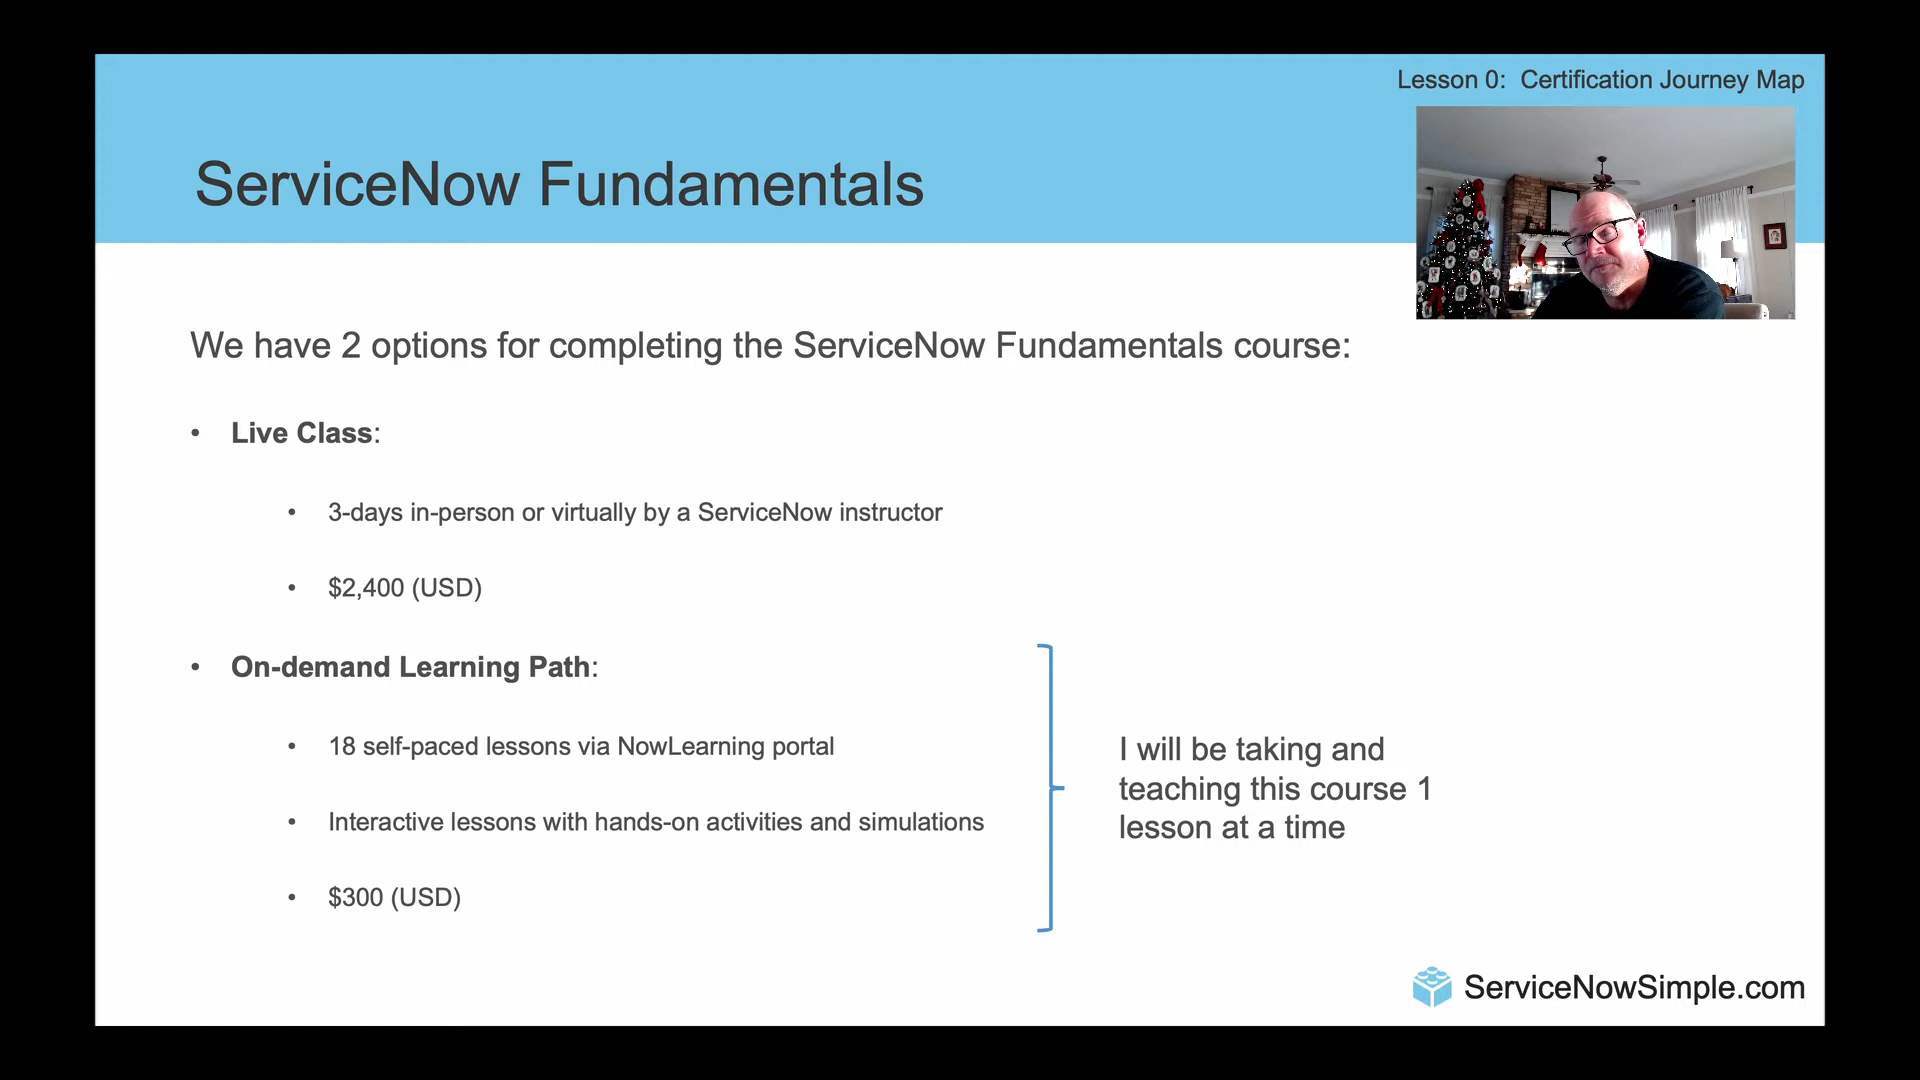 Lesson 0:  Certification Journey Map
ServiceNow Fundamentals
We have 2 options for completing the ServiceNow Fundamentals course:
• Live Class:
• 3-days in-person or virtually by a ServiceNow instructor
• $2,400 (USD)
• On-demand Learning Path:
• 18 self-paced lessons via NowLearning portal
• Interactive lessons with hands-on activities and simulations
• $300 (USD)
I will be taking and
teaching this course 1
lesson at a time
ServiceNowSimple.com